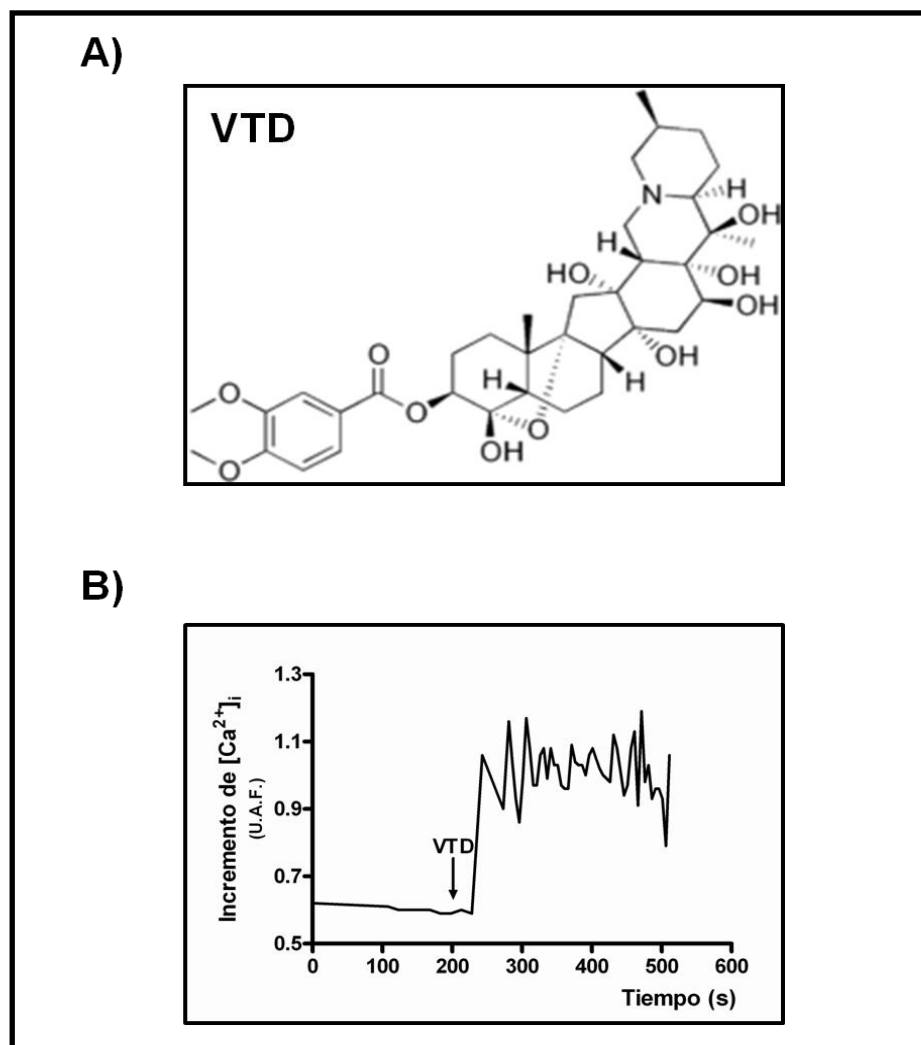 A)
VTD
N
H
OH
H
HO
OH
OH
OH
H
O
O
O
H
O
O
OH
B)
Incremento de [Ca²⁺]ᵢ
(U.A.F.)
1.3
1.1
0.9
0.7
0.5
VTD
0 100 200 300 400 500 600
Tiempo (s)